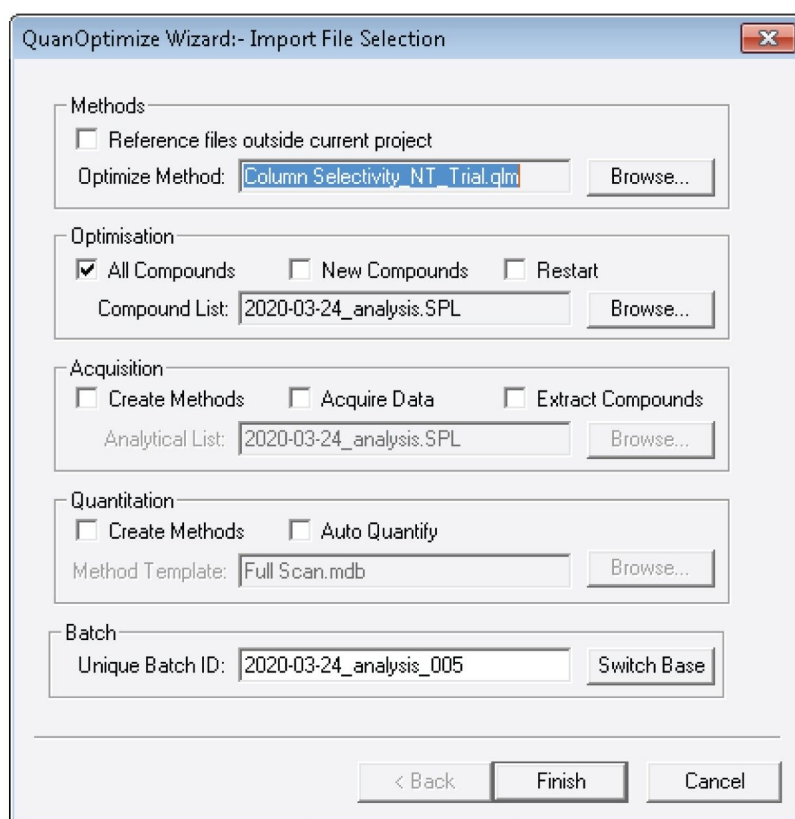 QuanOptimize Wizard:- Import File Selection
Methods
Reference files outside current project
Optimize Method: Column Selectivity_NT_Trial.qlm Browse...
Optimisation
All Compounds New Compounds Restart
Compound List: 2020-03-24_analysis.SPL Browse...
Acquisition
Create Methods Acquire Data Extract Compounds
Analytical List: 2020-03-24_analysis.SPL Browse...
Quantitation
Create Methods Auto Quantify
Method Template: Full Scan.mdb Browse...
Batch
Unique Batch ID: 2020-03-24_analysis_005 Switch Base
< Back Finish Cancel